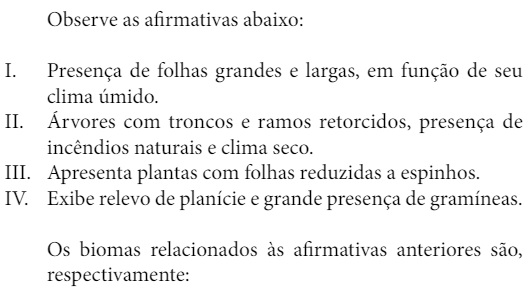 Observe as afirmativas abaixo:
I. Presença de folhas grandes e largas, em função de seu
clima úmido.
II. Árvores com troncos e ramos retorcidos, presença de
incêndios naturais e clima seco.
III. Apresenta plantas com folhas reduzidas a espinhos.
IV. Exibe relevo de planície e grande presença de gramíneas.
Os biomas relacionados às afirmativas anteriores são,
respectivamente: